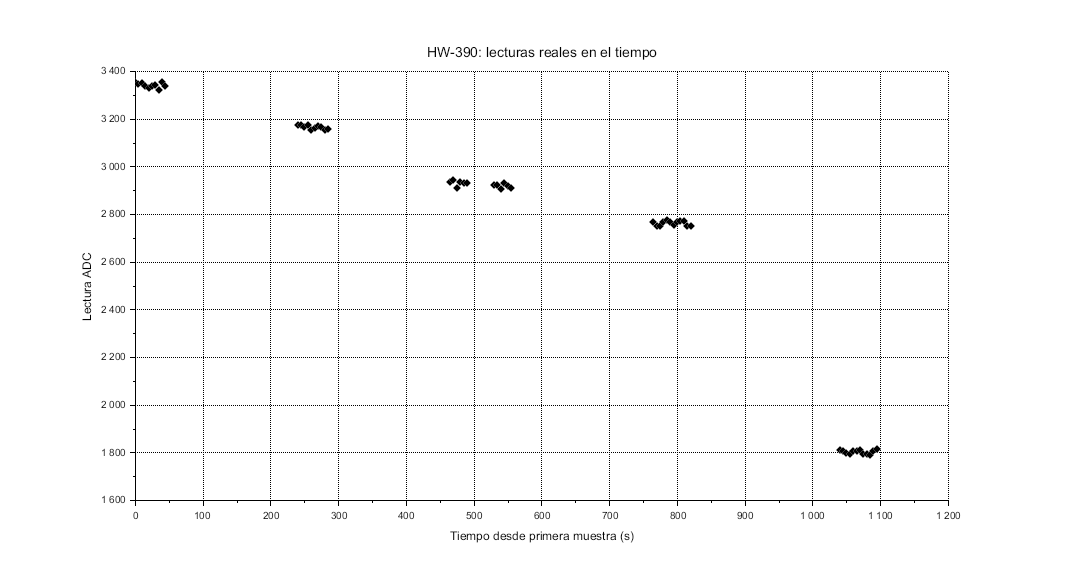 HW-390: lecturas reales en el tiempo
3 400
3 200
3 000
2 800
2 600
2 400
2 200
2 000
1 800
1 600
Lectura ADC
0 100 200 300 400 500 600 700 800 900 1 000 1 100 1 200
Tiempo desde primera muestra (s)